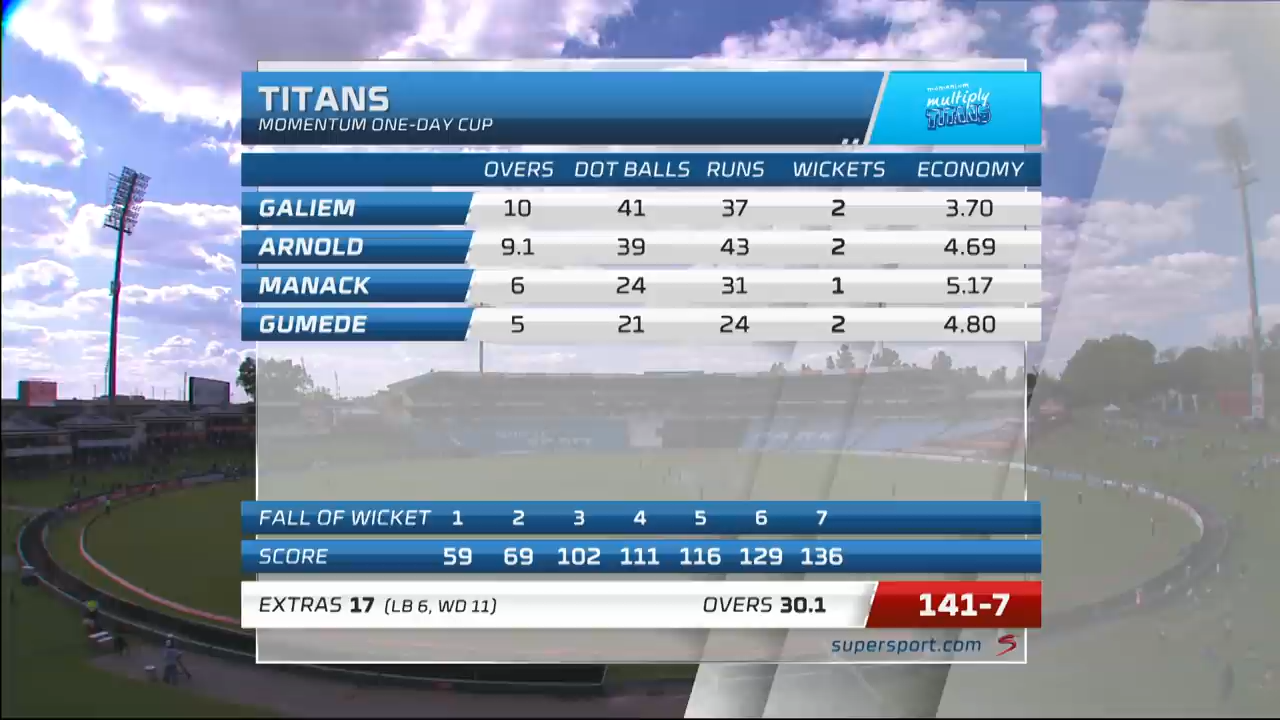 TITANS
MOMENTUM ONE-DAY CUP
momentum
multiply
TITANS
OVERS DOT BALLS RUNS WICKETS ECONOMY
GALIEM 10 41 37 2 3.70
ARNOLD 9.1 39 43 2 4.69
MANACK 6 24 31 1 5.17
GUMEDE 5 21 24 2 4.80
FALL OF WICKET 1 2 3 4 5 6 7
SCORE 59 69 102 111 116 129 136
EXTRAS 17 (LB 6, WD 11) OVERS 30.1 141-7
supersport.com S